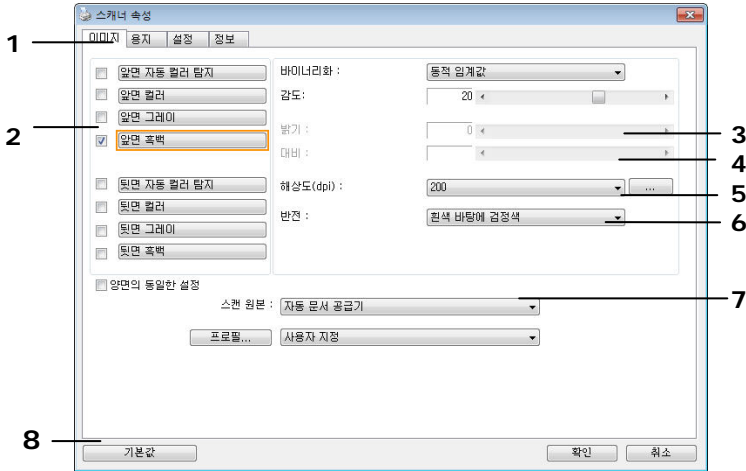 스캐너 속성
1
이미지 용지 설정 정보
앞면 자동 컬러 탐지
바이너리화 : 동적 임계값
앞면 컬러
감도: 20
2
앞면 그레이
앞면 흑백
밝기 : 0
3
대비 :
4
뒷면 자동 컬러 탐지
해상도(dpi) : 200 ...
5
뒷면 컬러
반전 : 흰색 바탕에 검정색
6
뒷면 그레이
뒷면 흑백
양면의 동일한 설정
7
스캔 원본 : 자동 문서 공급기
프로필... 사용자 지정
8
기본값 확인 취소